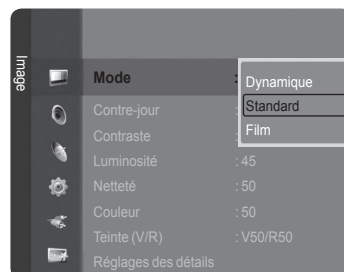 Image
Mode : Dynamique
Standard
Film
Contre-jour :
Contraste
Luminosité : 45
Netteté : 50
Couleur : 50
Teinte (V/R) : V50/R50
Réglages des détails